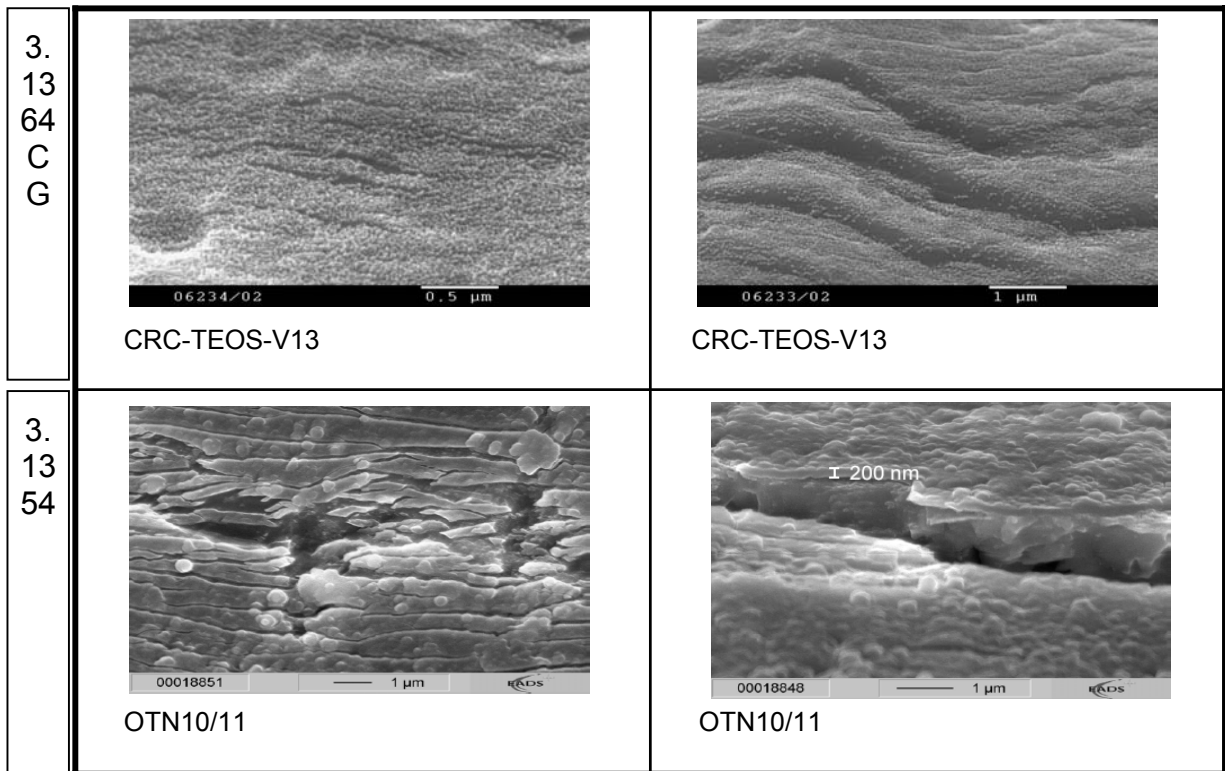 3.
13
64
C
G
06234/02 0.5 µm
06233/02 1 µm
CRC-TEOS-V13
CRC-TEOS-V13
3.
13
54
200 nm
00018851 1 µm EADS
00018848 1 µm EADS
OTN10/11
OTN10/11